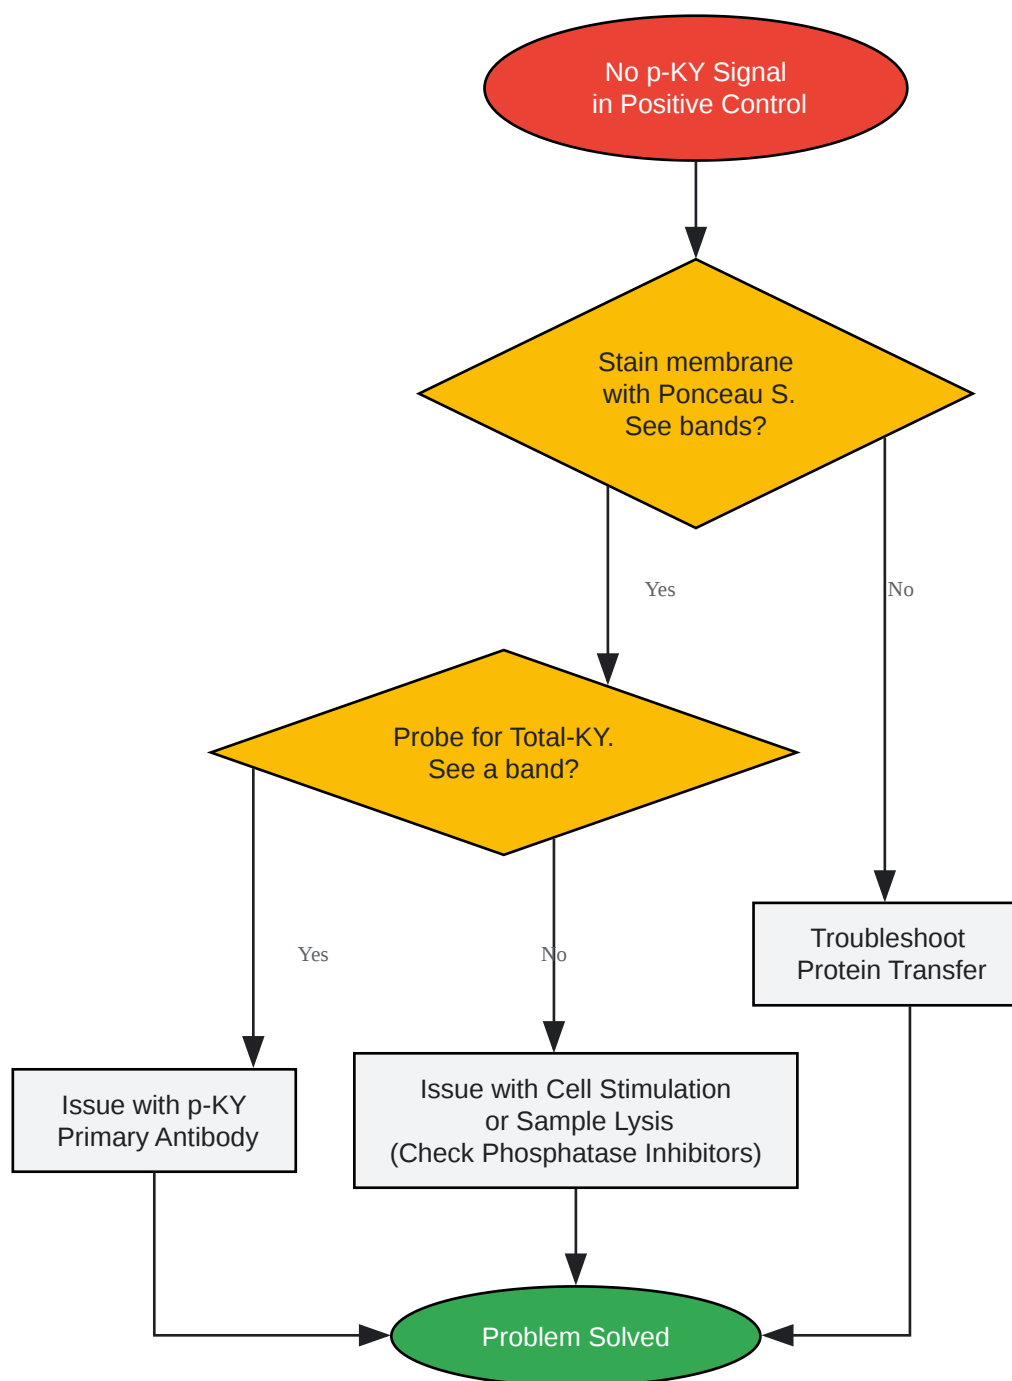 No p-KY Signal
in Positive Control
Stain membrane
with Ponceau S.
See bands?
Yes
No
Probe for Total-KY.
See a band?
Yes
No
Troubleshoot
Protein Transfer
Issue with p-KY
Primary Antibody
Issue with Cell Stimulation
or Sample Lysis
(Check Phosphatase Inhibitors)
Problem Solved